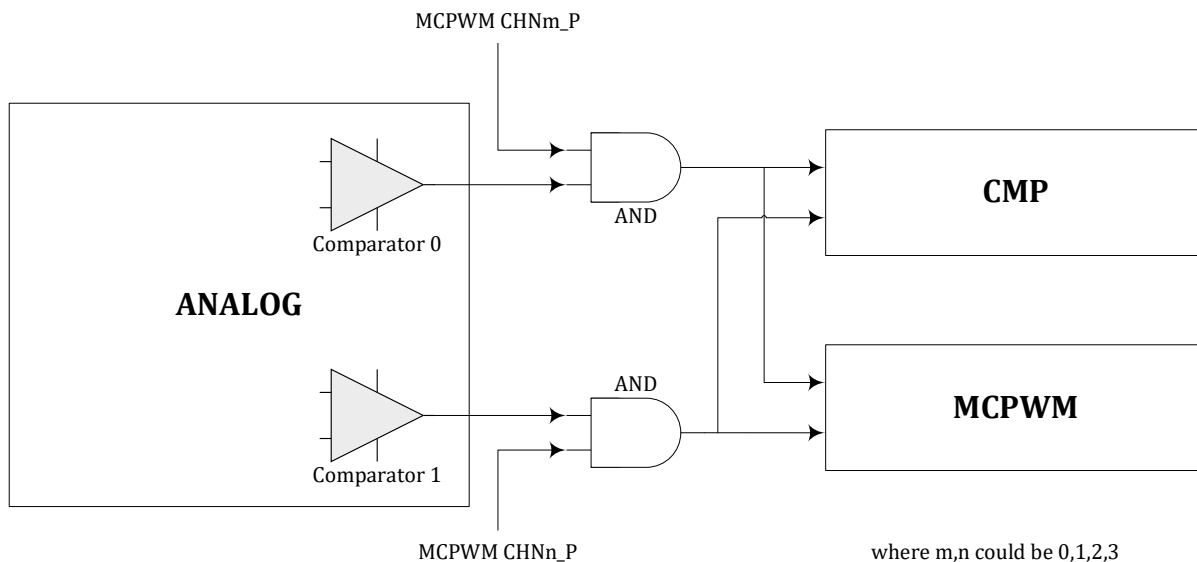 MCPWM CHNm_P
AND
CMP
Comparator 0
ANALOG
AND
MCPWM
Comparator 1
MCPWM CHNn_P
where m,n could be 0,1,2,3